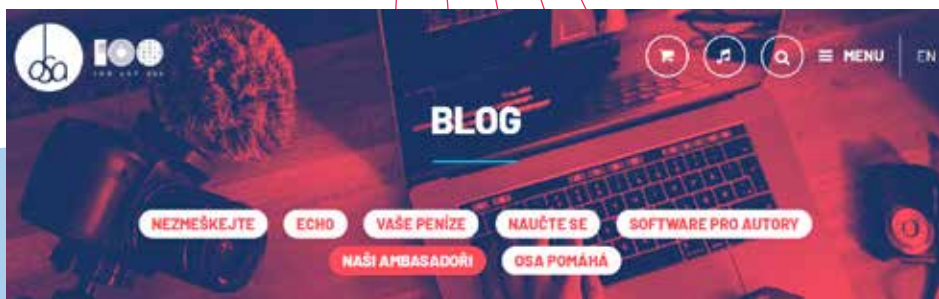 osa 100
MENU EN
BLOG
NEZMEŠKEJTE ECHO VAŠE PENÍZE NAUČTE SE SOFTWARE PRO AUTORY
NAŠI AMBASADOŘI OSA POMÁHÁ